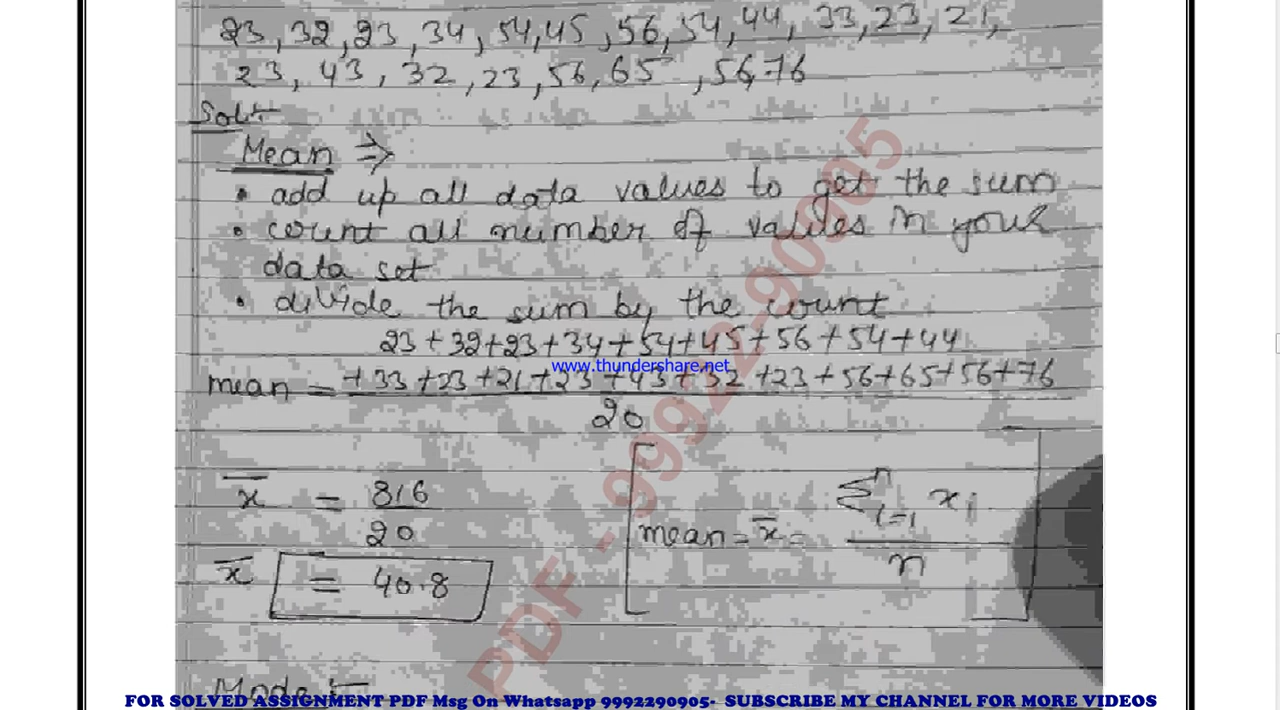 23, 32, 23, 34, 54, 45, 56, 54, 44, 33, 23, 21,
23, 43, 32, 23, 56, 65, 56, 76
Mean ⇒
• add up all data values to get the sum
• count all number of values in your
data set
• divide the sum by the count
23+32+23+34+54+45+56+54+44
www.thundershare.net
mean = +33+23+21+23+43+32+23+56+65+56+76
20
x̄ = 816
20
x̄ = 40.8
mean = x̄ = Σⁿᵢ₌₁ xᵢ
n
PDF - 99922-90905
Mode :-
FOR SOLVED ASSIGNMENT PDF Msg On Whatsapp 9992290905- SUBSCRIBE MY CHANNEL FOR MORE VIDEOS